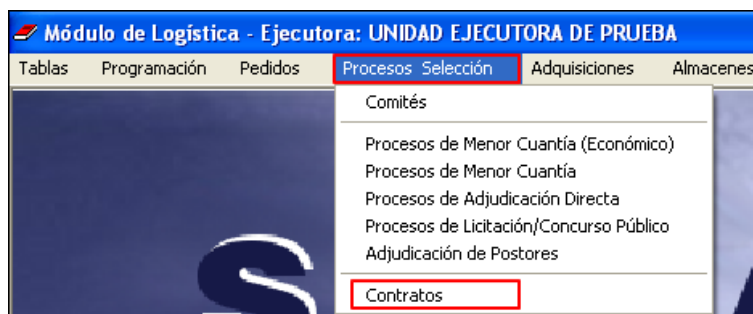 Módulo de Logística - Ejecutora: UNIDAD EJECUTORA DE PRUEBA
Tablas Programación Pedidos Procesos Selección Adquisiciones Almacenes
Comités
Procesos de Menor Cuantía (Económico)
Procesos de Menor Cuantía
Procesos de Adjudicación Directa
Procesos de Licitación/Concurso Público
Adjudicación de Postores
Contratos
S